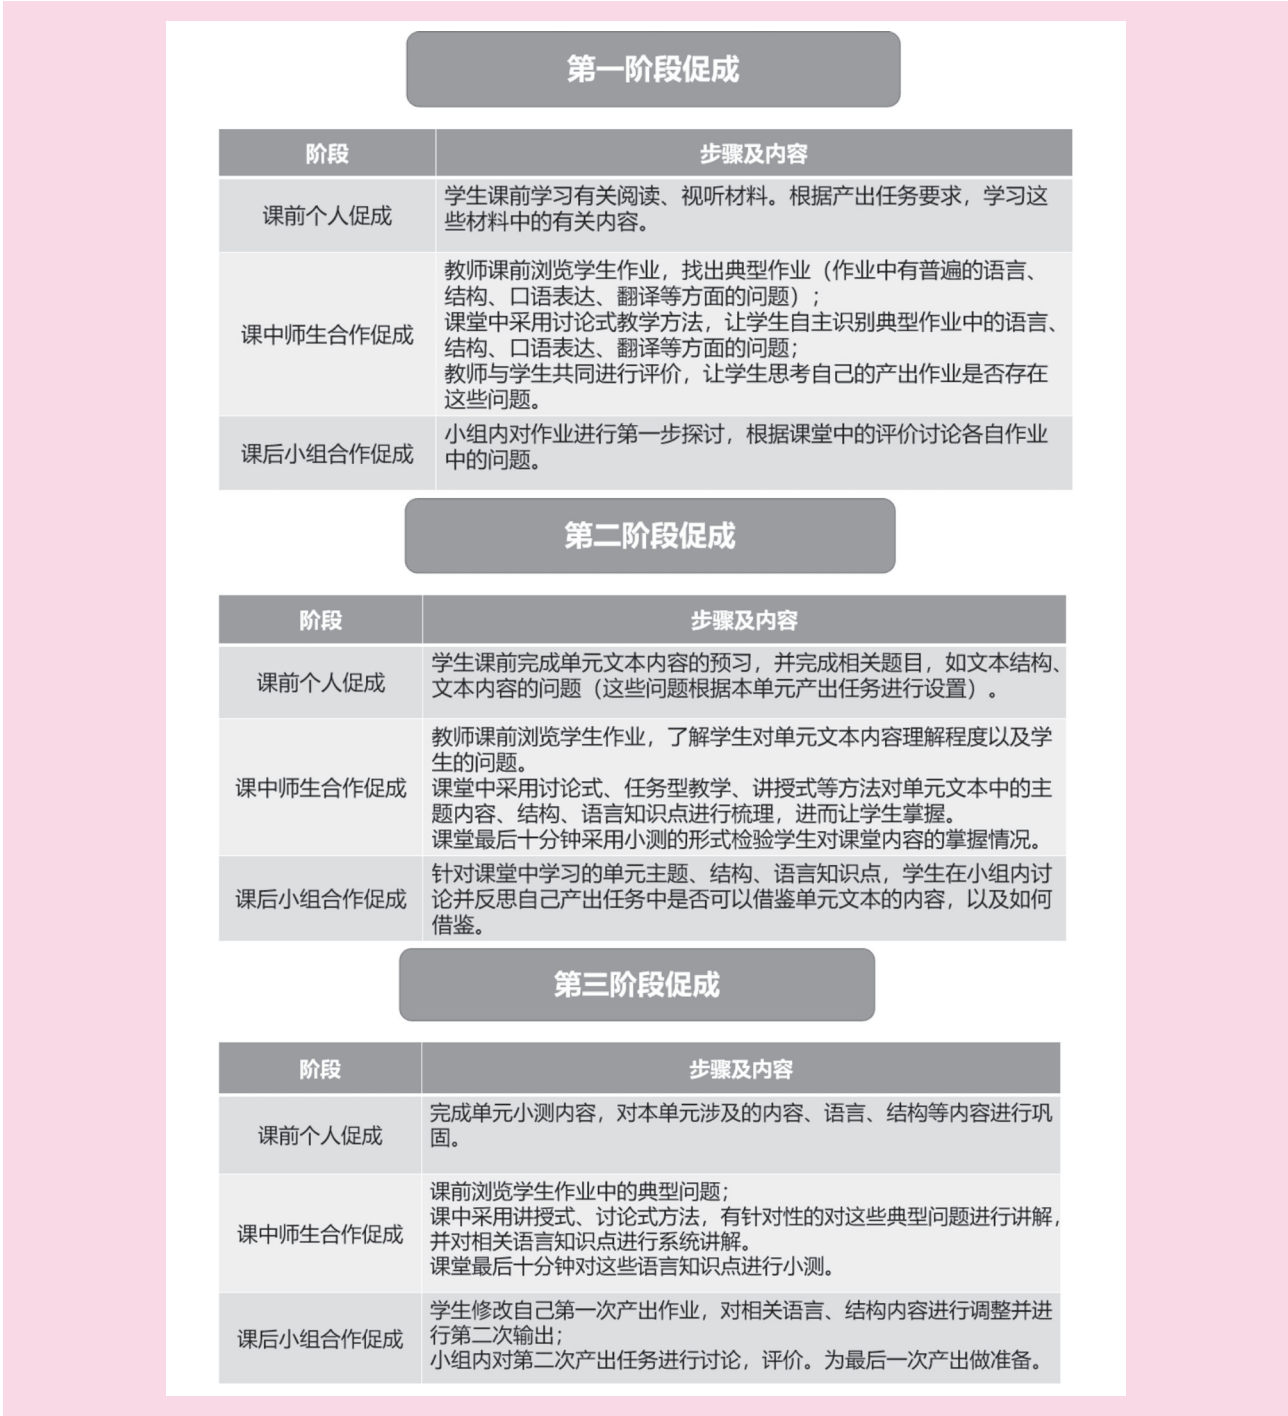 第一阶段促成
阶段
步骤及内容
课前个人促成
学生课前学习有关阅读、视听材料。根据产出任务要求，学习这
些材料中的有关内容。
课中师生合作促成
教师课前浏览学生作业，找出典型作业（作业中有普遍的语言、
结构、口语表达、翻译等方面的问题）；
课堂中采用讨论式教学方法，让学生自主识别典型作业中的语言、
结构、口语表达、翻译等方面的问题；
教师与学生共同进行评价，让学生思考自己的产出作业是否存在
这些问题。
课后小组合作促成
小组内对作业进行第一步探讨，根据课堂中的评价讨论各自作业
中的问题。
第二阶段促成
阶段
步骤及内容
课前个人促成
学生课前完成单元文本内容的预习，并完成相关题目，如文本结构、
文本内容的问题（这些问题根据本单元产出任务进行设置）。
课中师生合作促成
教师课前浏览学生作业，了解学生对单元文本内容理解程度以及学
生的问题。
课堂中采用讨论式、任务型教学、讲授式等方法对单元文本中的主
题内容、结构、语言知识点进行梳理，进而让学生掌握。
课堂最后十分钟采用小测的形式检验学生对课堂内容的掌握情况。
课后小组合作促成
针对课堂中学习的单元主题、结构、语言知识点，学生在小组内讨
论并反思自己产出任务中是否可以借鉴单元文本的内容，以及如何
借鉴。
第三阶段促成
阶段
步骤及内容
课前个人促成
完成单元小测内容，对本单元涉及的内容、语言、结构等内容进行巩
固。
课中师生合作促成
课前浏览学生作业中的典型问题；
课中采用讲授式、讨论式方法，有针对性的对这些典型问题进行讲解，
并对相关语言知识点进行系统讲解。
课堂最后十分钟对这些语言知识点进行小测。
课后小组合作促成
学生修改自己第一次产出作业，对相关语言、结构内容进行调整并进
行第二次输出；
小组内对第二次产出任务进行讨论，评价。为最后一次产出做准备。